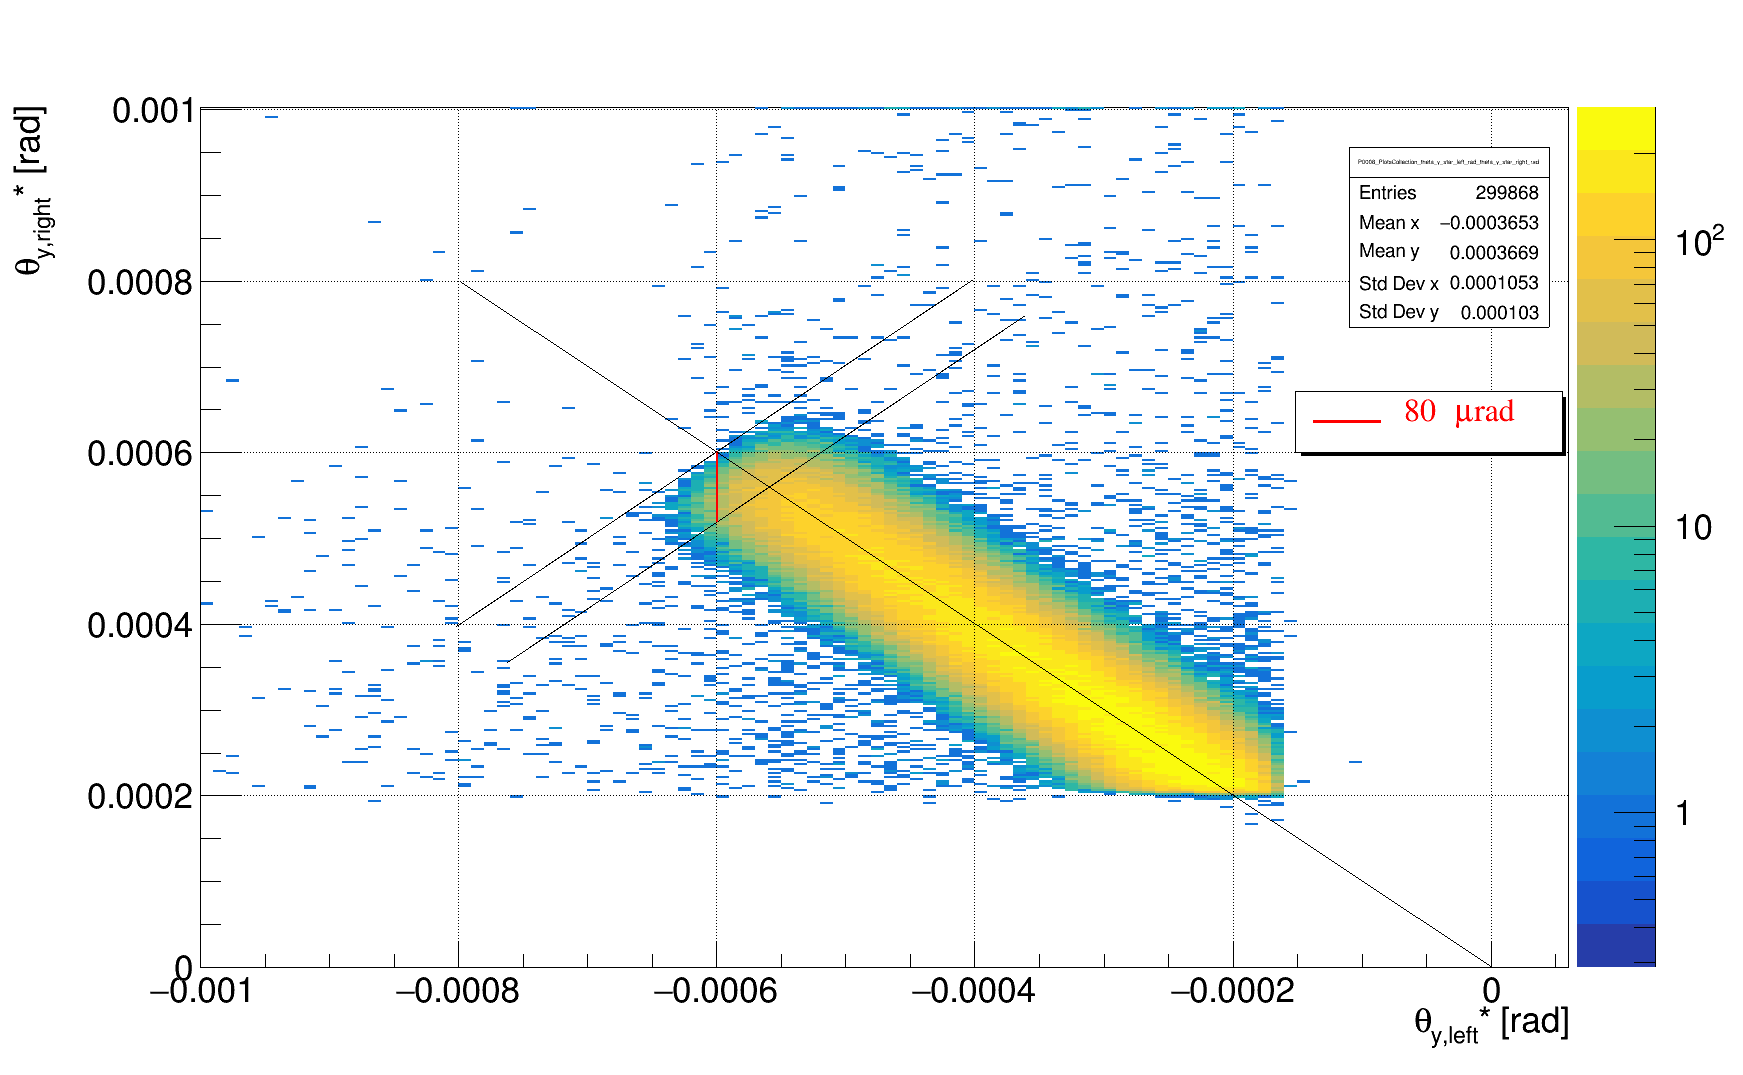 θy,right* [rad]
0.001
0.0008
0.0006
0.0004
0.0002
0
−0.001
−0.0008
−0.0006
−0.0004
−0.0002
0
θy,left* [rad]
P0008_PlotsCollection_theta_y_star_left_rad_theta_y_star_right_rad
Entries 299868
Mean x −0.0003653
Mean y 0.0003669
Std Dev x 0.0001053
Std Dev y 0.000103
80 μrad
10²
10
1